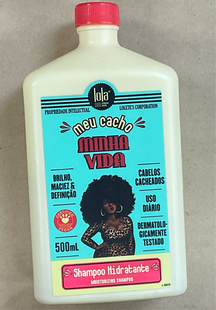 lola
PROPRIEDADE INTELECTUAL
LOLETE'S CORPORATION
meu cacho
MINHA
VIDA
BRILHO,
MACIEZ &
DEFINIÇÃO
CABELOS
CACHEADOS
USO
DIÁRIO
DERMATOLO-
GICAMENTE
TESTADO
500mL
Shampoo Hidratante
MOISTURIZING SHAMPOO